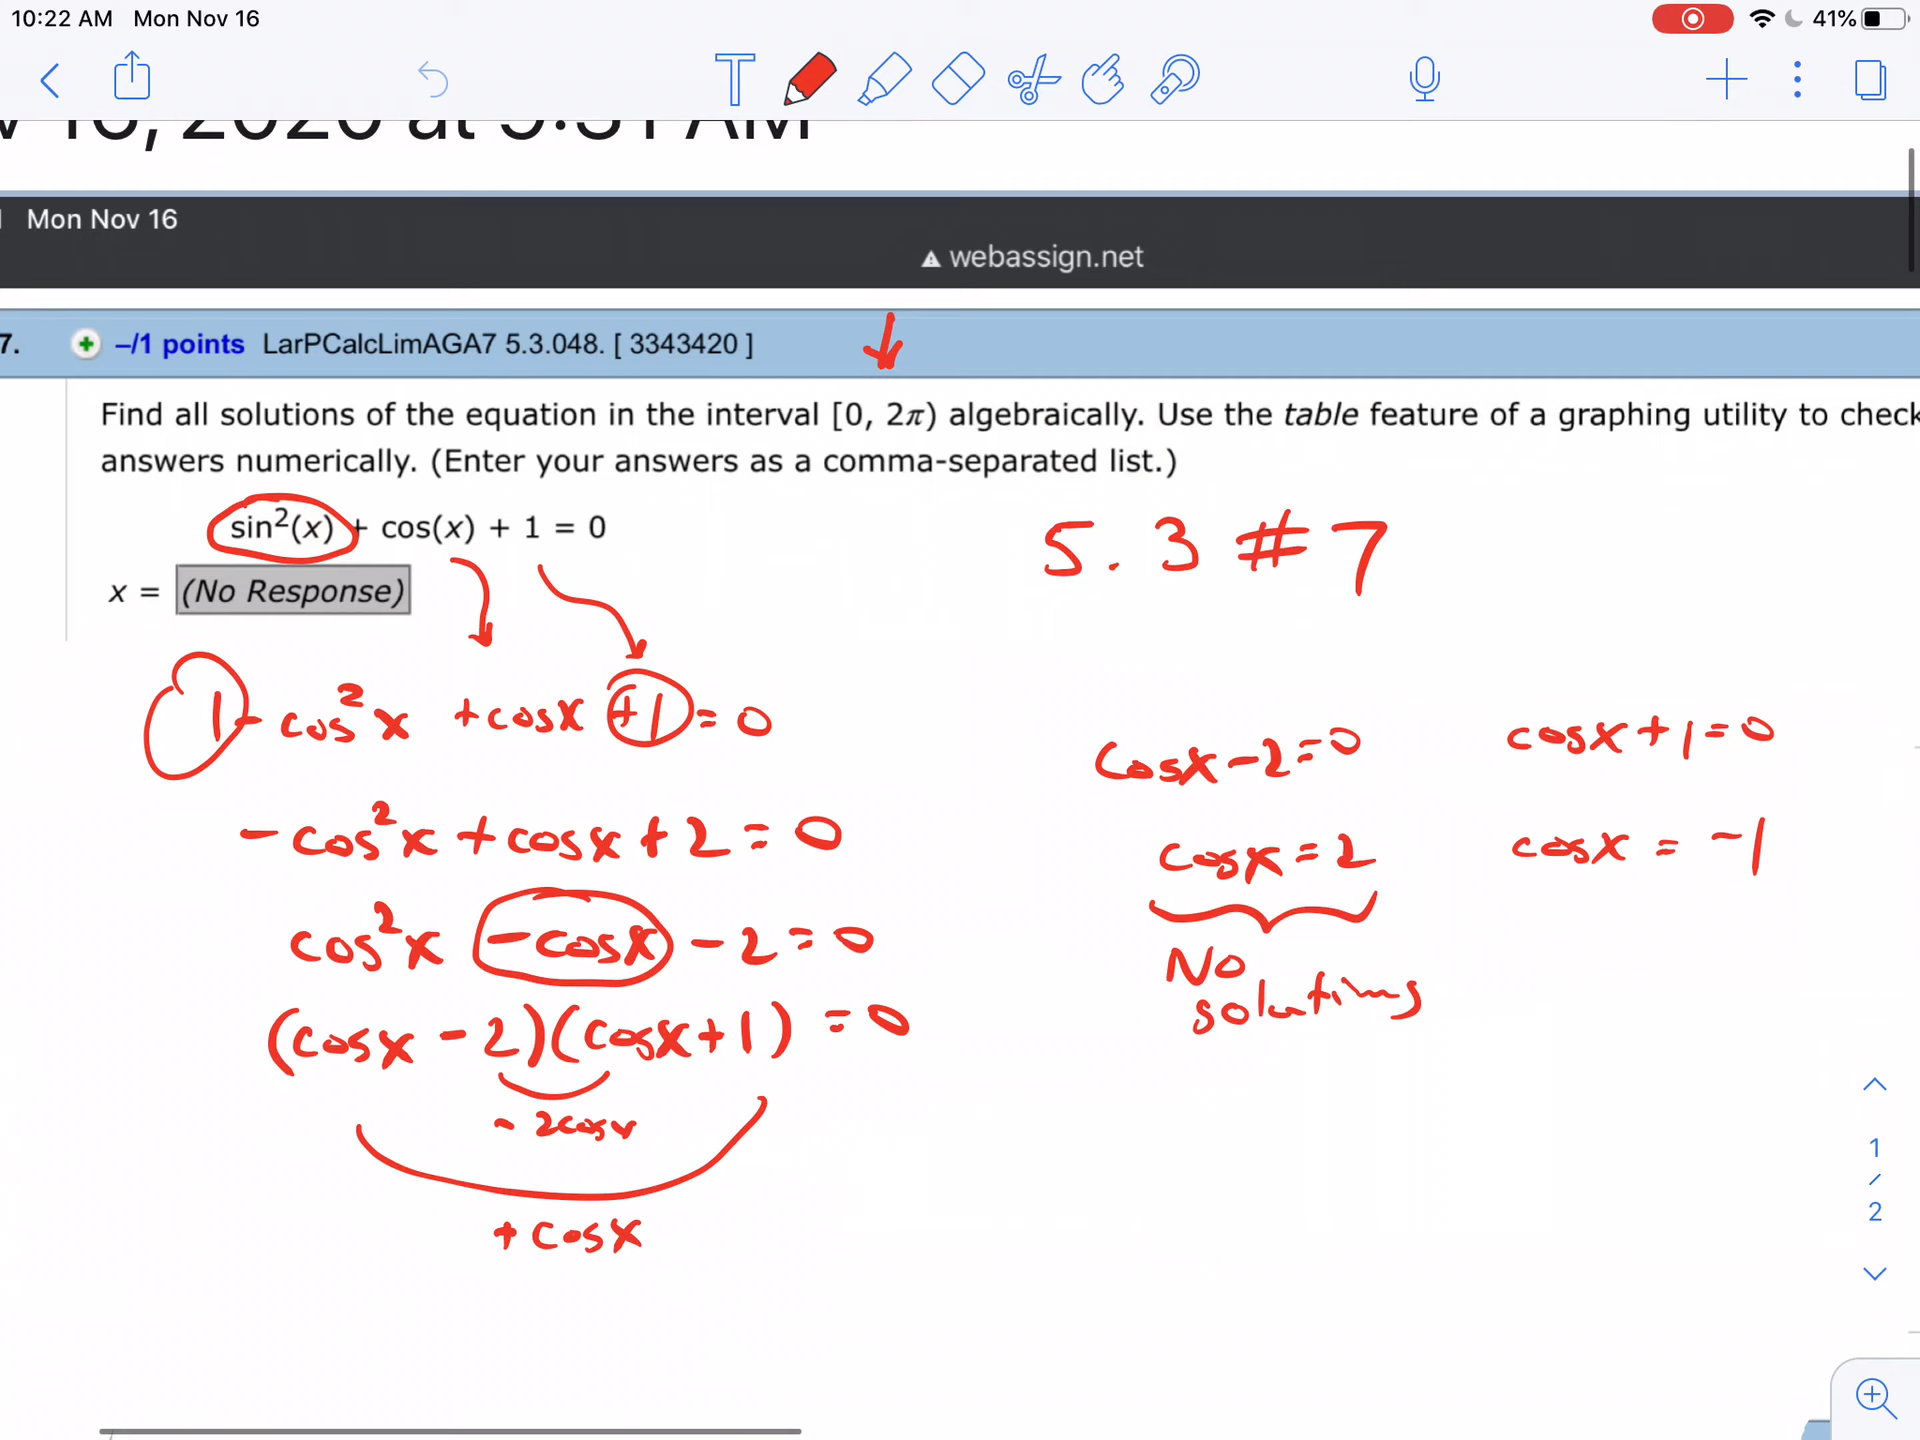 10:22 AM Mon Nov 16
41%
2020 at
AM
Mon Nov 16
webassign.net
7. –/1 points LarPCalcLimAGA7 5.3.048. [ 3343420 ]
Find all solutions of the equation in the interval [0, 2π) algebraically. Use the table feature of a graphing utility to check
answers numerically. (Enter your answers as a comma-separated list.)
sin²(x) + cos(x) + 1 = 0
5.3 #7
x = (No Response)
1 - cos²x + cosx +1 = 0
-cos²x + cosx + 2 = 0
cos²x - cosx - 2 = 0
(cosx - 2)(cosx + 1) = 0
- 2cosx
+ cosx
cosx - 2 = 0
cosx = 2
No
solutions
cosx + 1 = 0
cosx = -1
1
/
2